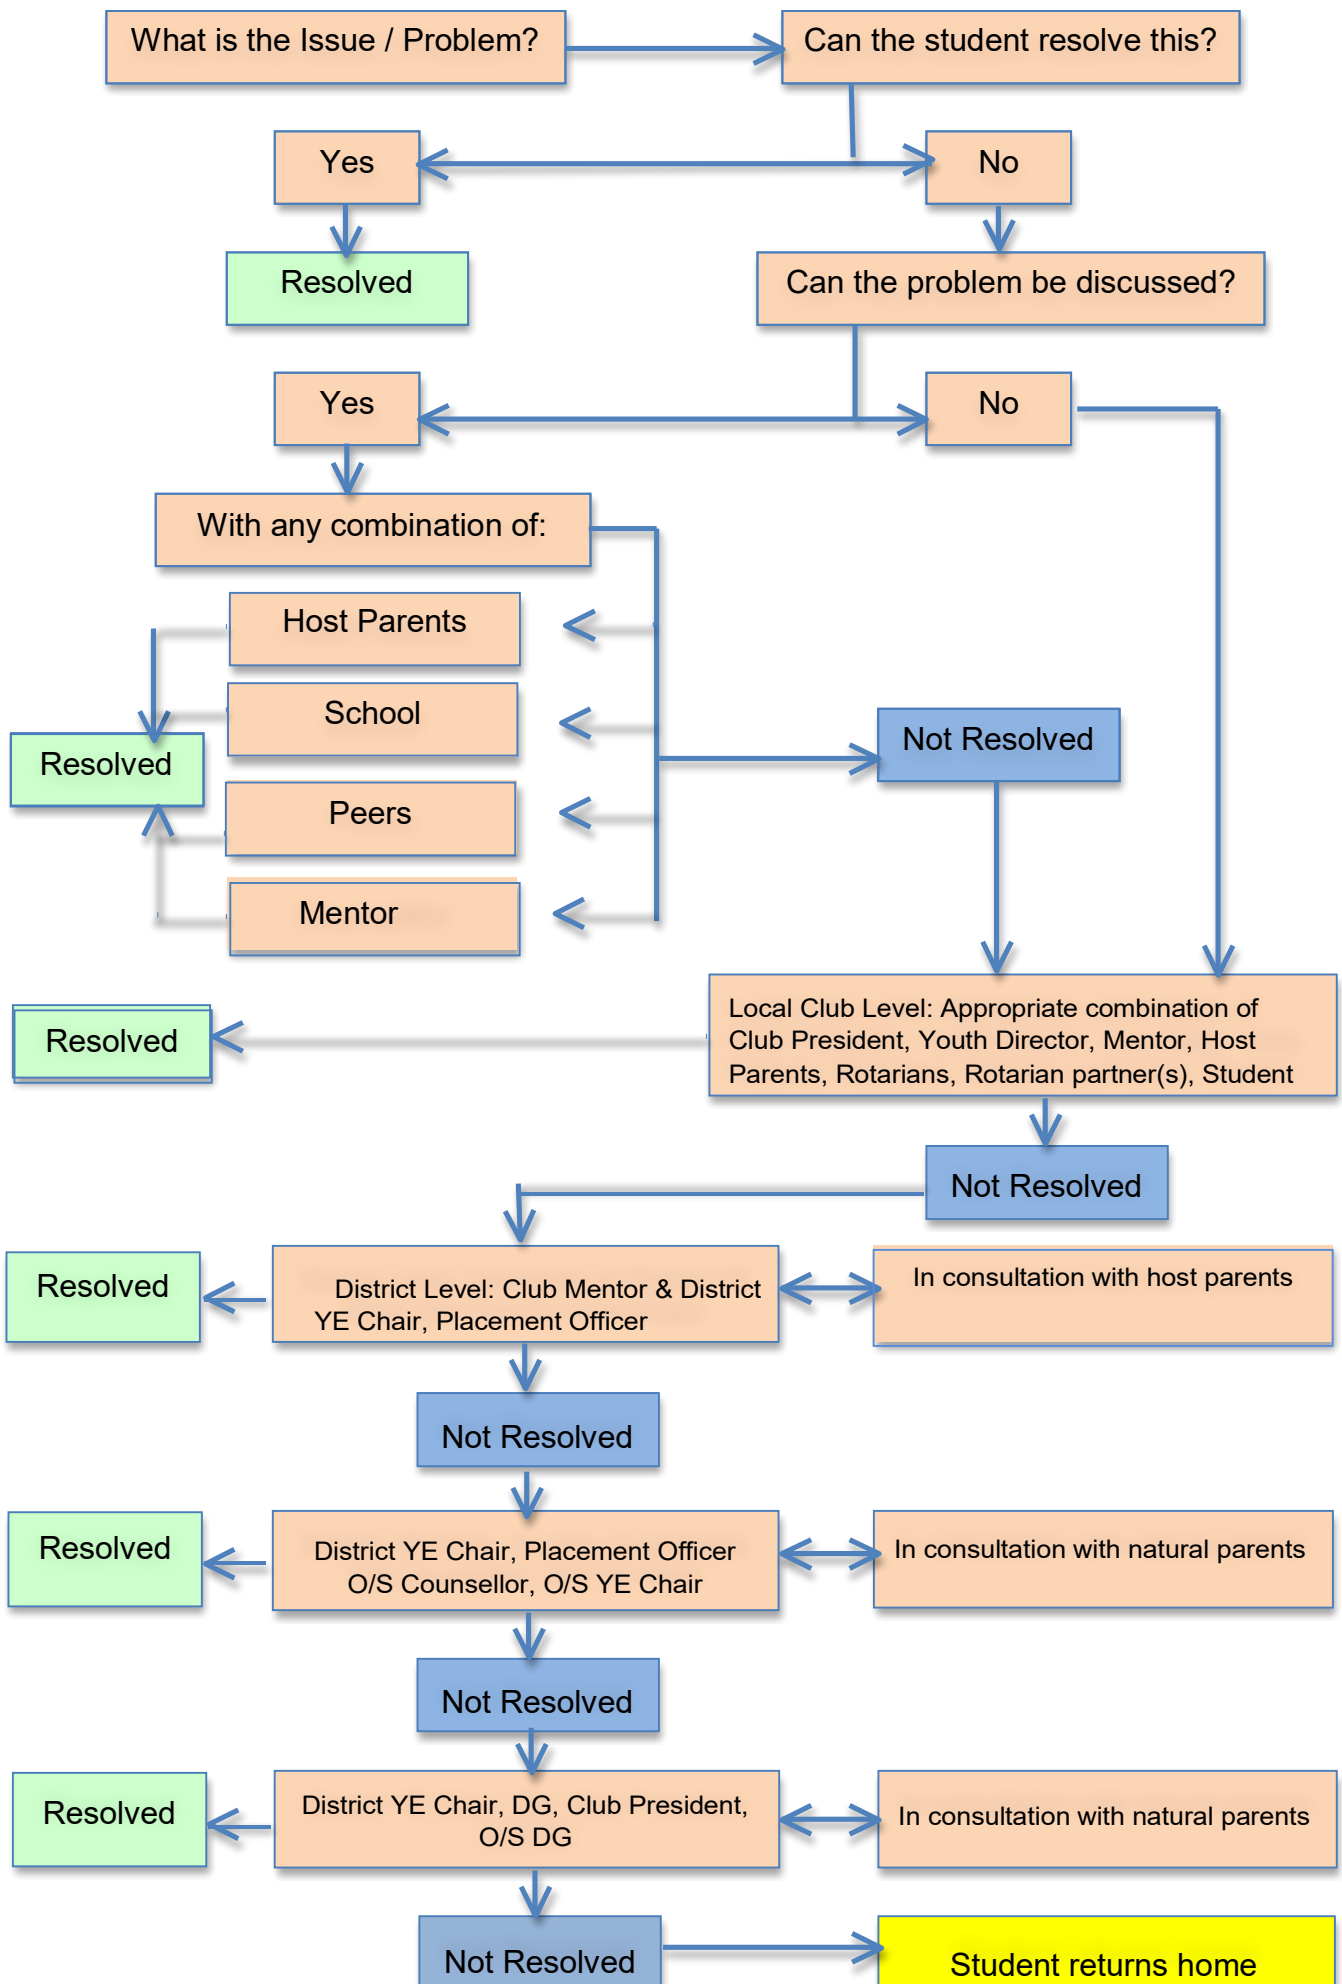 What is the Issue / Problem?
Can the student resolve this?
Yes
No
Resolved
Can the problem be discussed?
Yes
No
With any combination of:
Host Parents
School
Not Resolved
Resolved
Peers
Mentor
Local Club Level: Appropriate combination of
Club President, Youth Director, Mentor, Host
Parents, Rotarians, Rotarian partner(s), Student
Resolved
Not Resolved
Resolved
District Level: Club Mentor & District
YE Chair, Placement Officer
In consultation with host parents
Not Resolved
Resolved
District YE Chair, Placement Officer
O/S Counsellor, O/S YE Chair
In consultation with natural parents
Not Resolved
Resolved
District YE Chair, DG, Club President,
O/S DG
In consultation with natural parents
Not Resolved
Student returns home